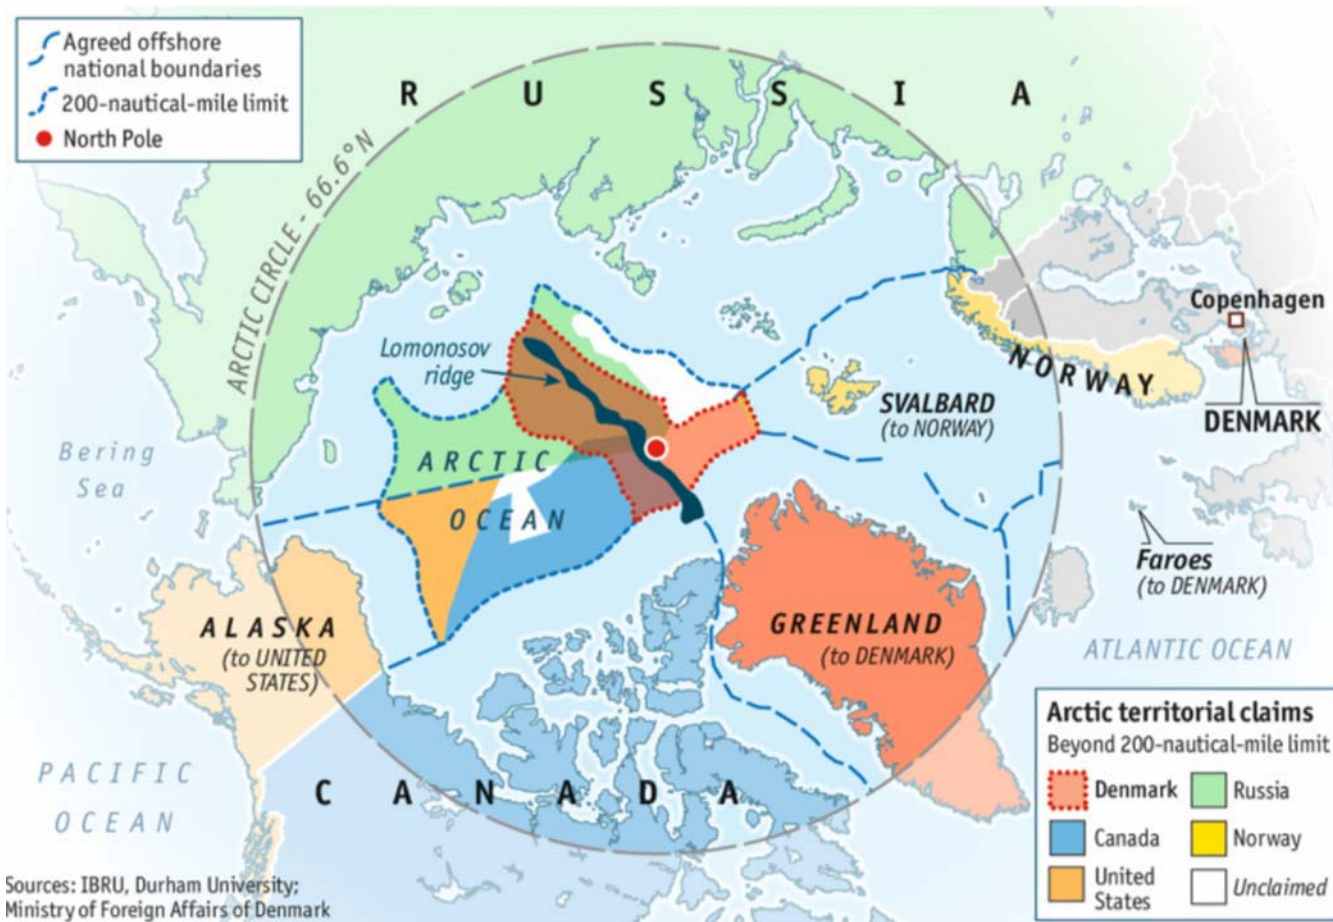 Agreed offshore
national boundaries
200-nautical-mile limit
North Pole
RUSSIA
ARCTIC CIRCLE - 66.6°N
Copenhagen
Lomonosov
ridge
NORWAY
SVALBARD
(to NORWAY)
DENMARK
Bering
Sea
ARCTIC
OCEAN
Faroes
(to DENMARK)
ALASKA
(to UNITED
STATES)
GREENLAND
(to DENMARK)
ATLANTIC OCEAN
PACIFIC
OCEAN
CANADA
Arctic territorial claims
Beyond 200-nautical-mile limit
Denmark
Russia
Canada
Norway
United
States
Unclaimed
Sources: IBRU, Durham University;
Ministry of Foreign Affairs of Denmark